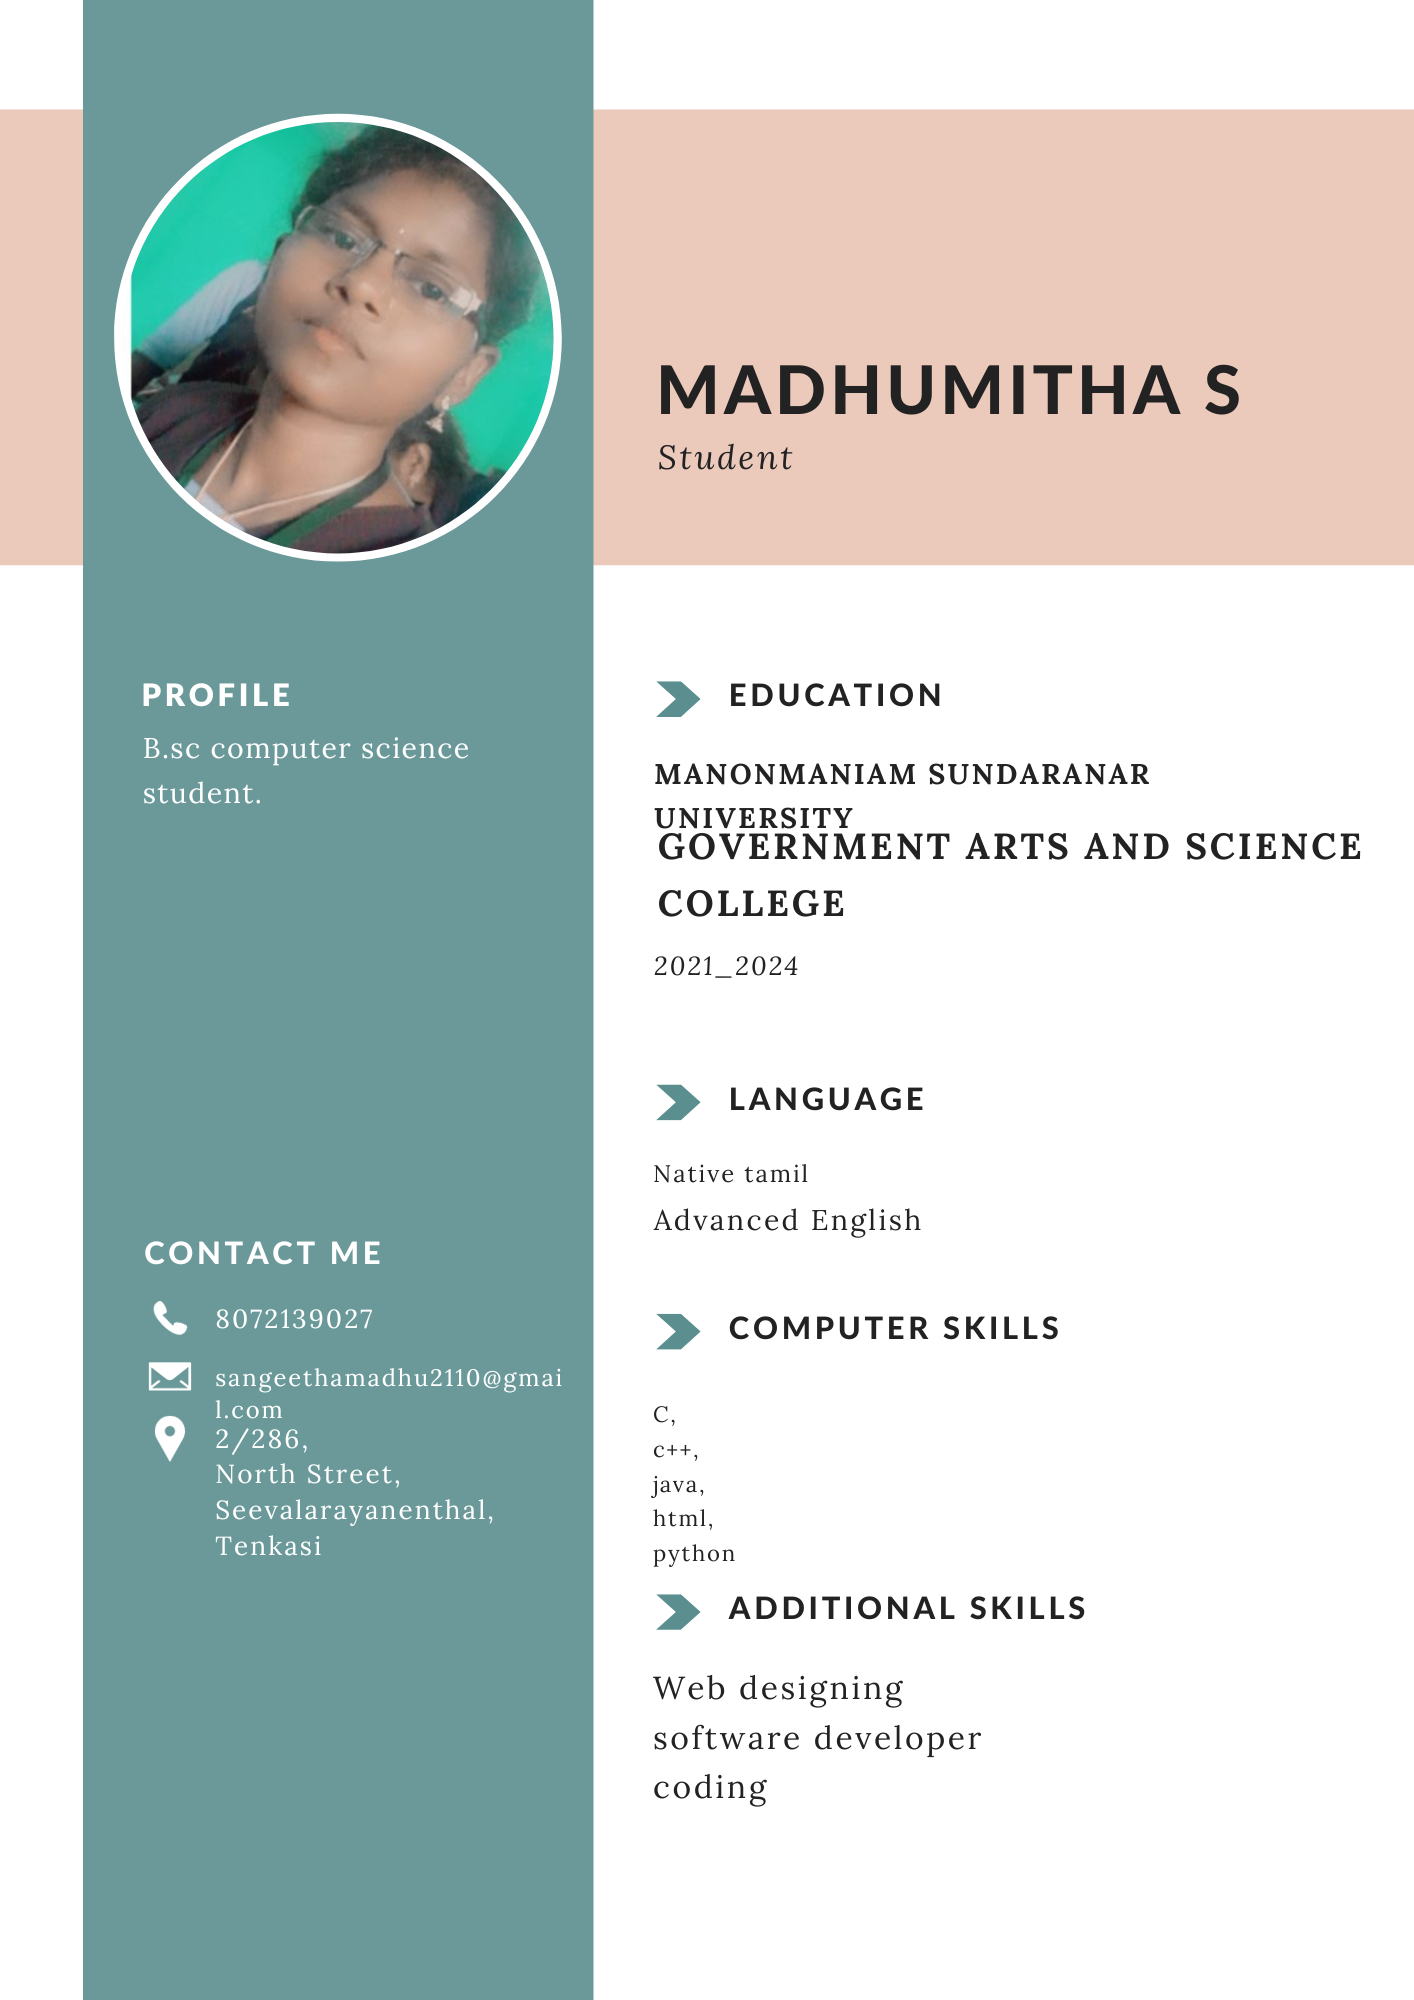 MADHUMITHA S
Student
PROFILE
B.sc computer science
student.
CONTACT ME
8072139027
sangeethamadhu2110@gmai
l.com
2/286,
North Street,
Seevalarayanenthal,
Tenkasi
EDUCATION
MANONMANIAM SUNDARANAR
UNIVERSITY
GOVERNMENT ARTS AND SCIENCE
COLLEGE
2021_2024
LANGUAGE
Native tamil
Advanced English
COMPUTER SKILLS
C,
c++,
java,
html,
python
ADDITIONAL SKILLS
Web designing
software developer
coding